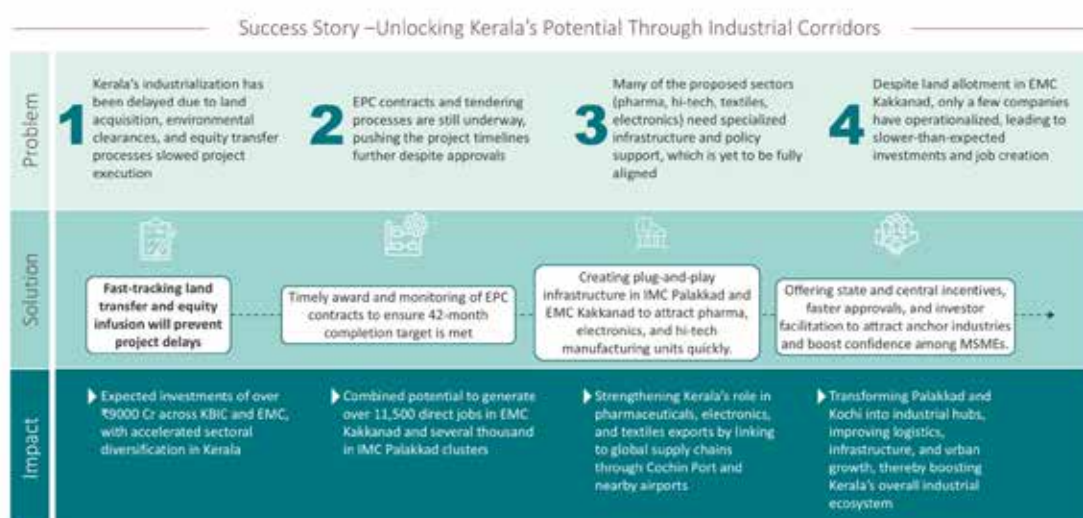 Success Story –Unlocking Kerala's Potential Through Industrial Corridors
Problem
1
Kerala's industrialization has
been delayed due to land
acquisition, environmental
clearances, and equity transfer
processes slowed project
execution
2
EPC contracts and tendering
processes are still underway,
pushing the project timelines
further despite approvals
3
Many of the proposed sectors
(pharma, hi-tech, textiles,
electronics) need specialized
infrastructure and policy
support, which is yet to be fully
aligned
4
Despite land allotment in EMC
Kakkanad, only a few companies
have operationalized, leading to
slower-than-expected
investments and job creation
Solution
Fast-tracking land
transfer and equity
infusion will prevent
project delays
Timely award and monitoring of EPC
contracts to ensure 42-month
completion target is met
Creating plug-and-play
infrastructure in IMC Palakkad and
EMC Kakkanad to attract pharma,
electronics, and hi-tech
manufacturing units quickly.
Offering state and central incentives,
faster approvals, and investor
facilitation to attract anchor industries
and boost confidence among MSMEs.
Impact
Expected investments of over
₹9000 Cr across KBIC and EMC,
with accelerated sectoral
diversification in Kerala
Combined potential to generate
over 11,500 direct jobs in EMC
Kakkanad and several thousand
in IMC Palakkad clusters
Strengthening Kerala's role in
pharmaceuticals, electronics,
and textiles exports by linking
to global supply chains
through Cochin Port and
nearby airports
Transforming Palakkad and
Kochi into industrial hubs,
improving logistics,
infrastructure, and urban
growth, thereby boosting
Kerala's overall industrial
ecosystem